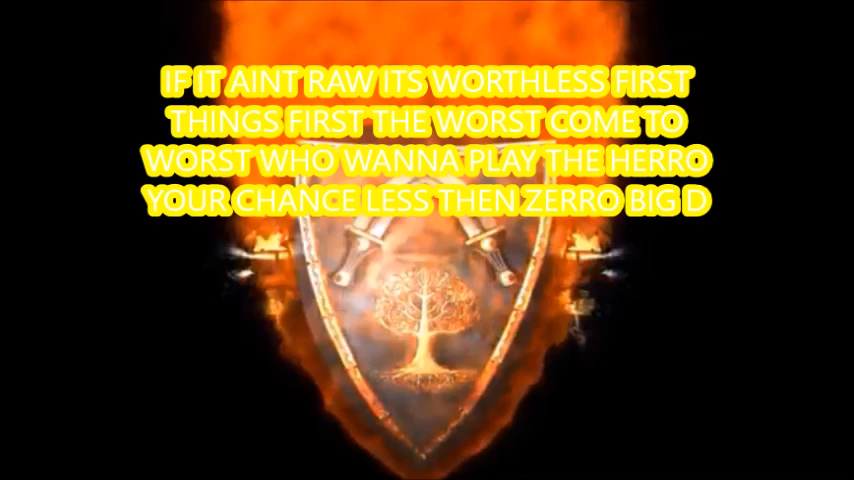 IF IT AINT RAW ITS WORTHLESS FIRST
THINGS FIRST THE WORST COME TO
WORST WHO WANNA PLAY THE HERRO
YOUR CHANCE LESS THEN ZERRO BIG D